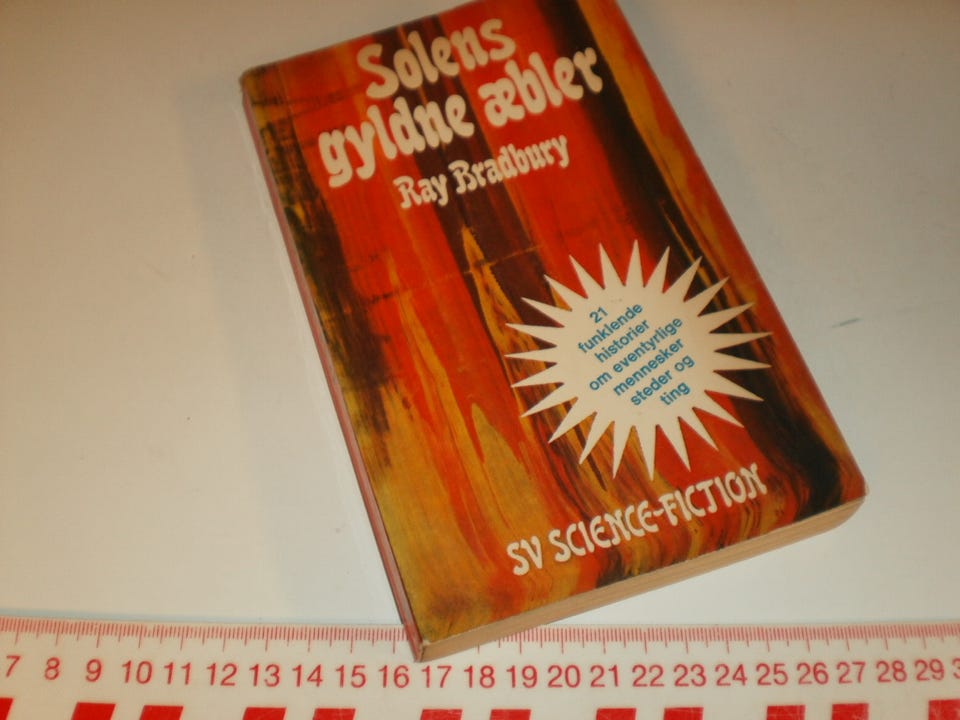 Solens
gyldne æbler
Ray Bradbury
21
funklende
historier
om eventyrlige
mennesker
steder og
ting
SV SCIENCE-FICTION
7 8 9 10 11 12 13 14 15 16 17 18 19 20 21 22 23 24 25 26 27 28 29 3